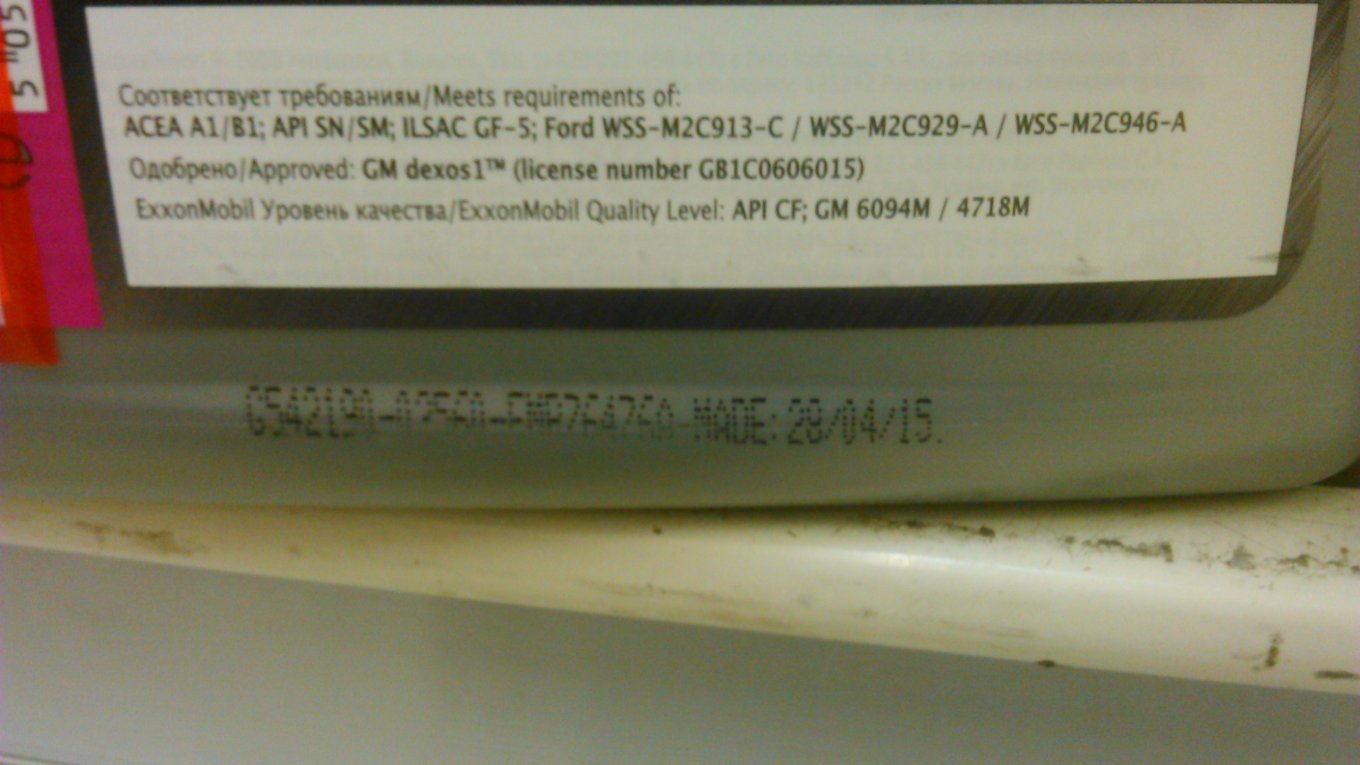 Соответствует требованиям/Meets requirements of:
ACEA A1/B1; API SN/SM; ILSAC GF-5; Ford WSS-M2C913-C / WSS-M2C929-A / WSS-M2C946-A
Одобрено/Approved: GM dexos1™ (license number GB1C0606015)
ExxonMobil Уровень качества/ExxonMobil Quality Level: API CF; GM 6094M / 4718M
MADE: 28/04/15.